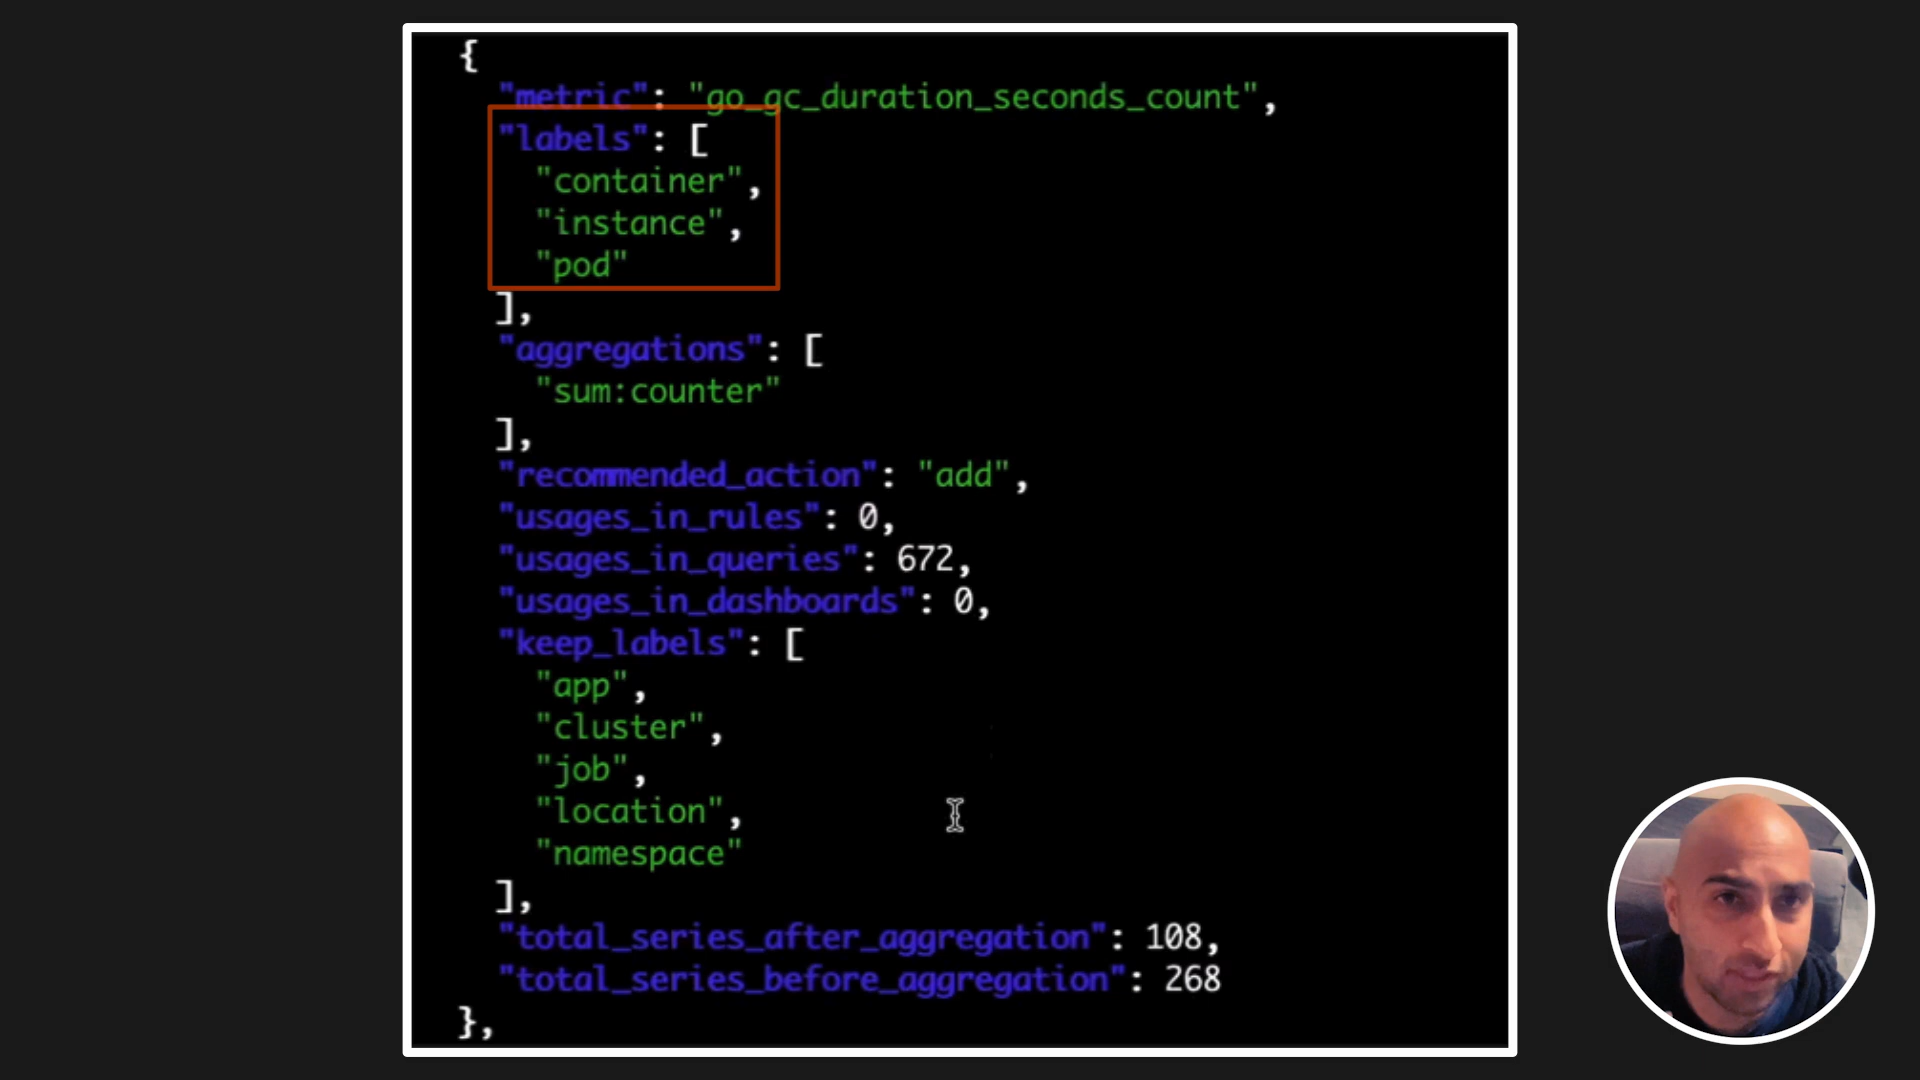 {
"metric": "go_gc_duration_seconds_count",
"labels": [
"container",
"instance",
"pod"
],
"aggregations": [
"sum:counter"
],
"recommended_action": "add",
"usages_in_rules": 0,
"usages_in_queries": 672,
"usages_in_dashboards": 0,
"keep_labels": [
"app",
"cluster",
"job",
"location",
"namespace"
],
"total_series_after_aggregation": 108,
"total_series_before_aggregation": 268
},